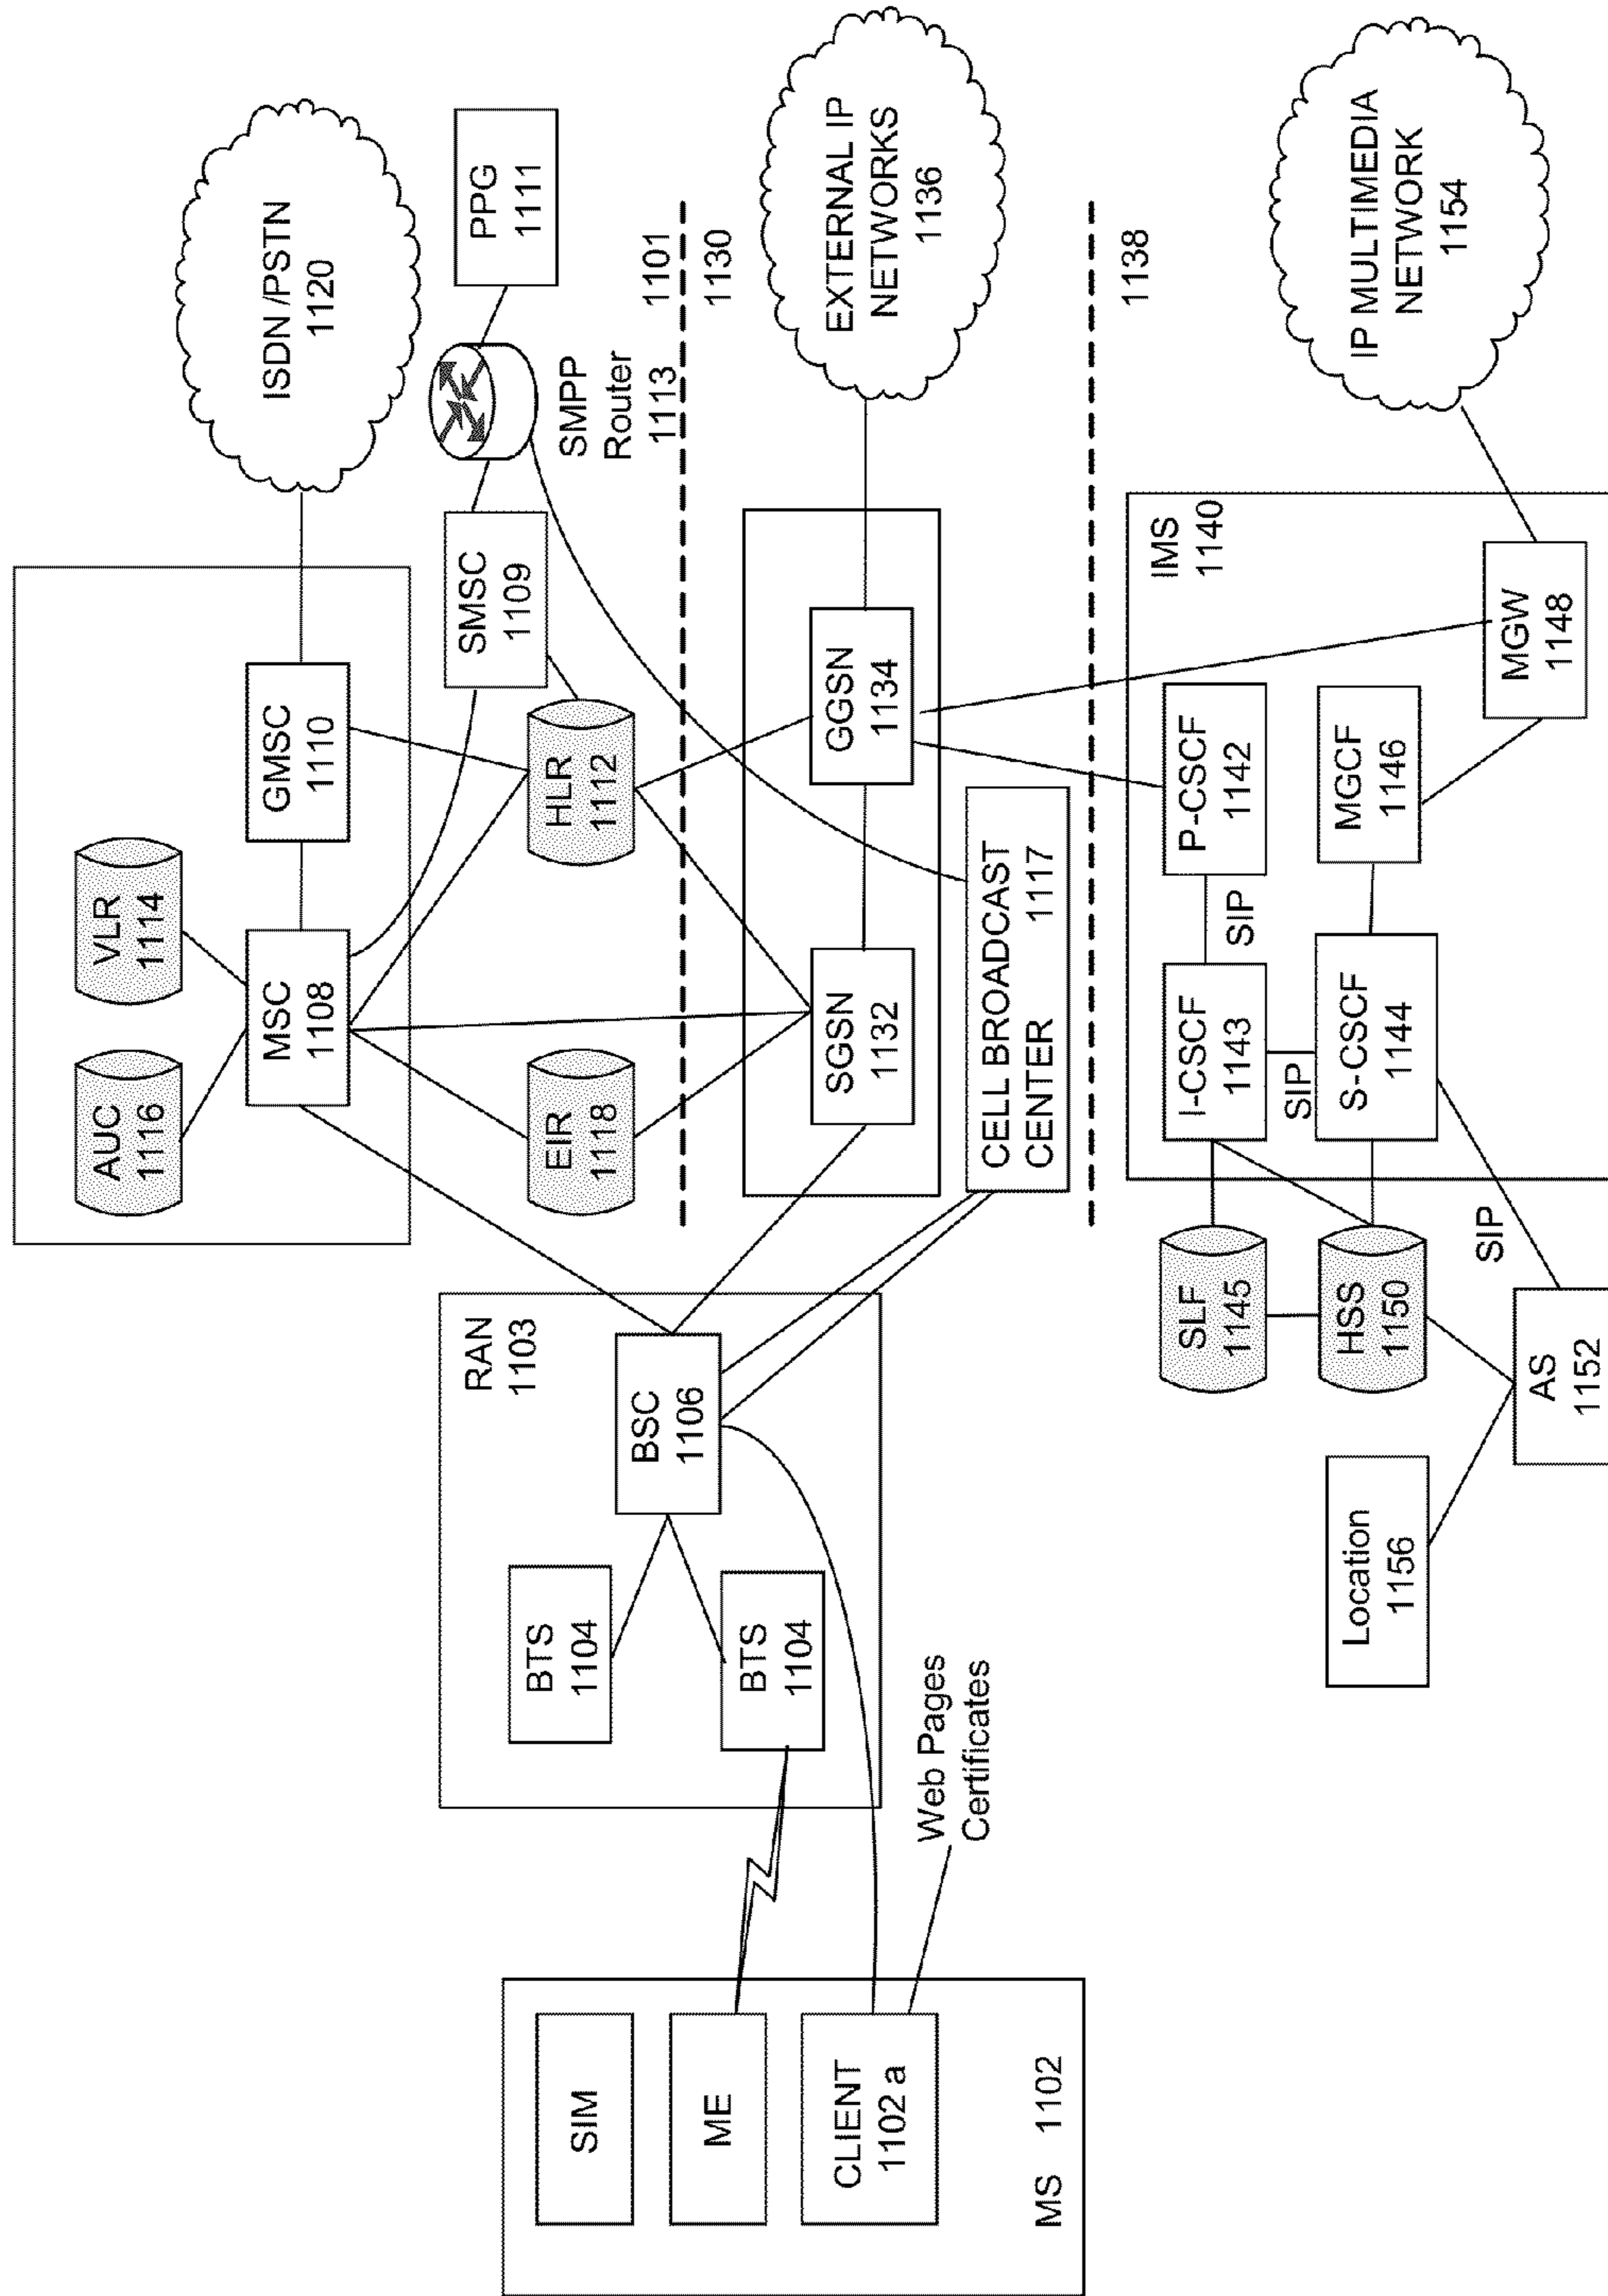 AUC
1116
VLR
1114
MSC
1108
GMSC
1110
ISDN /PSTN
1120
SMSC
1109
SMPP
Router
1113
PPG
1111
EIR
1118
HLR
1112
1101
1130
RAN
1103
BTS
1104
BTS
1104
BSC
1106
SIM
ME
CLIENT
1102 a
MS 1102
Web Pages
Certificates
SGSN
1132
GGSN
1134
EXTERNAL IP
NETWORKS
1136
CELL BROADCAST
CENTER 1117
1138
IMS
1140
I-CSCF
1143
SIP
P-CSCF
1142
SIP
S-CSCF
1144
MGCF
1146
MGW
1148
IP MULTIMEDIA
NETWORK
1154
SLF
1145
HSS
1150
SIP
AS
1152
Location
1156